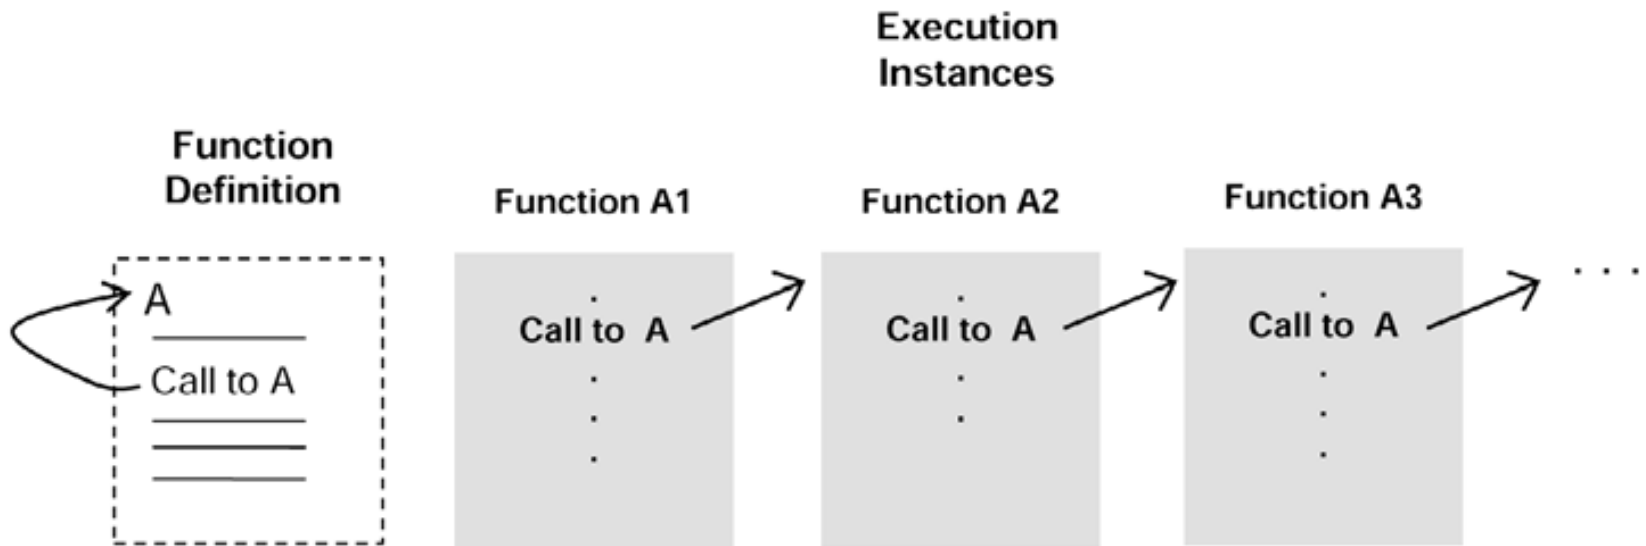 Execution
Instances
Function
Definition
Function A1
Function A2
Function A3
A
Call to A
.
Call to A
.
.
.
.
Call to A
.
.
.
Call to A
.
.
.
. . .